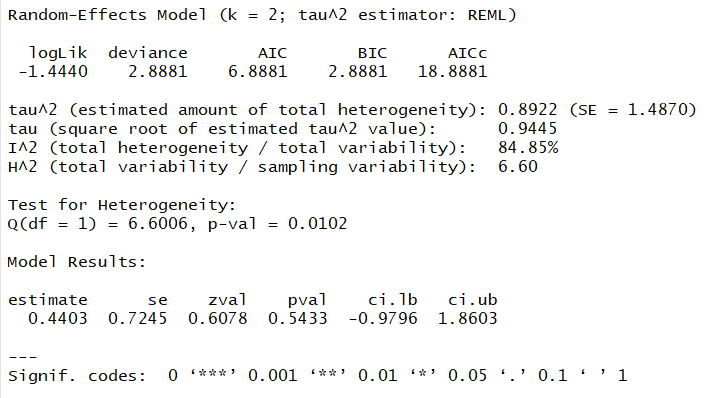 Random-Effects Model (k = 2; tau^2 estimator: REML)
logLik deviance AIC BIC AICc
-1.4440 2.8881 6.8881 2.8881 18.8881
tau^2 (estimated amount of total heterogeneity): 0.8922 (SE = 1.4870)
tau (square root of estimated tau^2 value): 0.9445
I^2 (total heterogeneity / total variability): 84.85%
H^2 (total variability / sampling variability): 6.60
Test for Heterogeneity:
Q(df = 1) = 6.6006, p-val = 0.0102
Model Results:
estimate se zval pval ci.lb ci.ub
0.4403 0.7245 0.6078 0.5433 -0.9796 1.8603
---
Signif. codes: 0 ‘***’ 0.001 ‘**’ 0.01 ‘*’ 0.05 ‘.’ 0.1 ‘ ’ 1